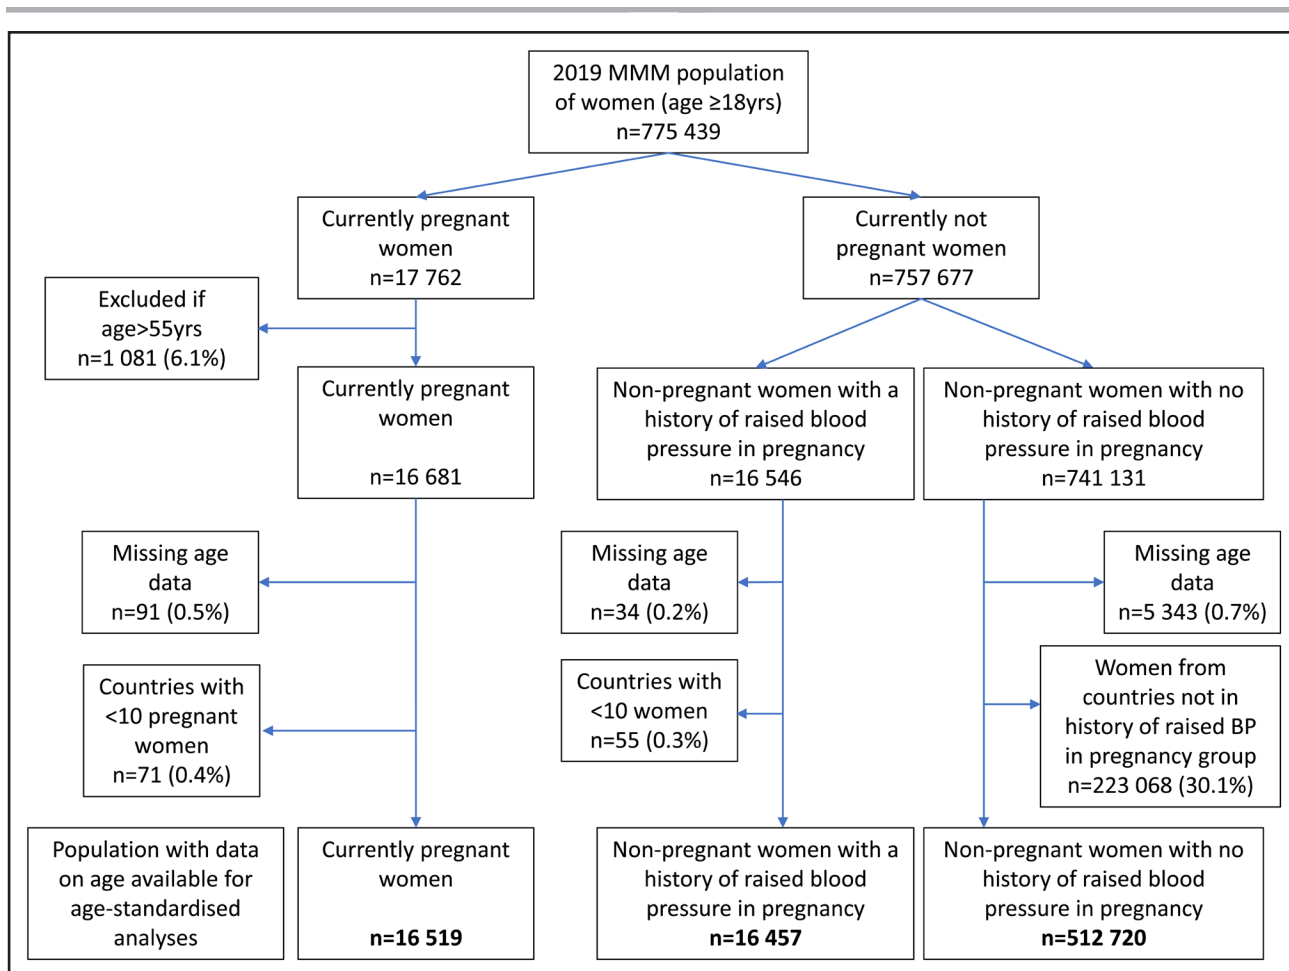 2019 MMM population
of women (age ≥18yrs)
n=775 439
Currently pregnant
women
n=17 762
Currently not
pregnant women
n=757 677
Excluded if
age>55yrs
n=1 081 (6.1%)
Currently pregnant
women
n=16 681
Non-pregnant women with a
history of raised blood
pressure in pregnancy
n=16 546
Non-pregnant women with no
history of raised blood
pressure in pregnancy
n=741 131
Missing age
data
n=91 (0.5%)
Missing age
data
n=34 (0.2%)
Missing age
data
n=5 343 (0.7%)
Countries with
<10 pregnant
women
n=71 (0.4%)
Countries with
<10 women
n=55 (0.3%)
Women from
countries not in
history of raised BP
in pregnancy group
n=223 068 (30.1%)
Population with data
on age available for
age-standardised
analyses
Currently pregnant
women
n=16 519
Non-pregnant women with a
history of raised blood
pressure in pregnancy
n=16 457
Non-pregnant women with no
history of raised blood
pressure in pregnancy
n=512 720